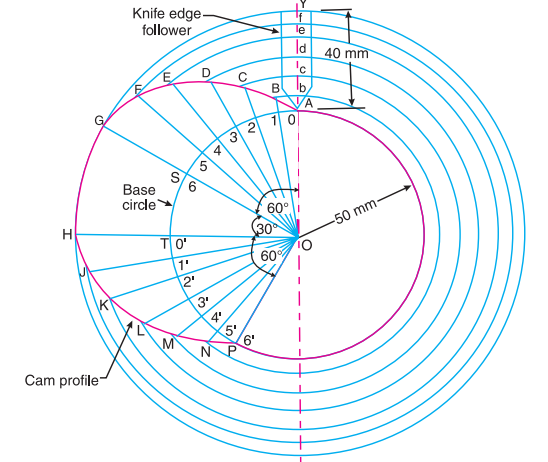 Y
Knife edge
follower
f
e
d
c
b
40 mm
A
B
C
D
E
F
G
0
1
2
3
4
5
6
S
Base
circle
60°
30°
60°
50 mm
H
T
0'
O
J
1'
2'
K
3'
L
4'
M
5'
N
P
6'
Cam profile